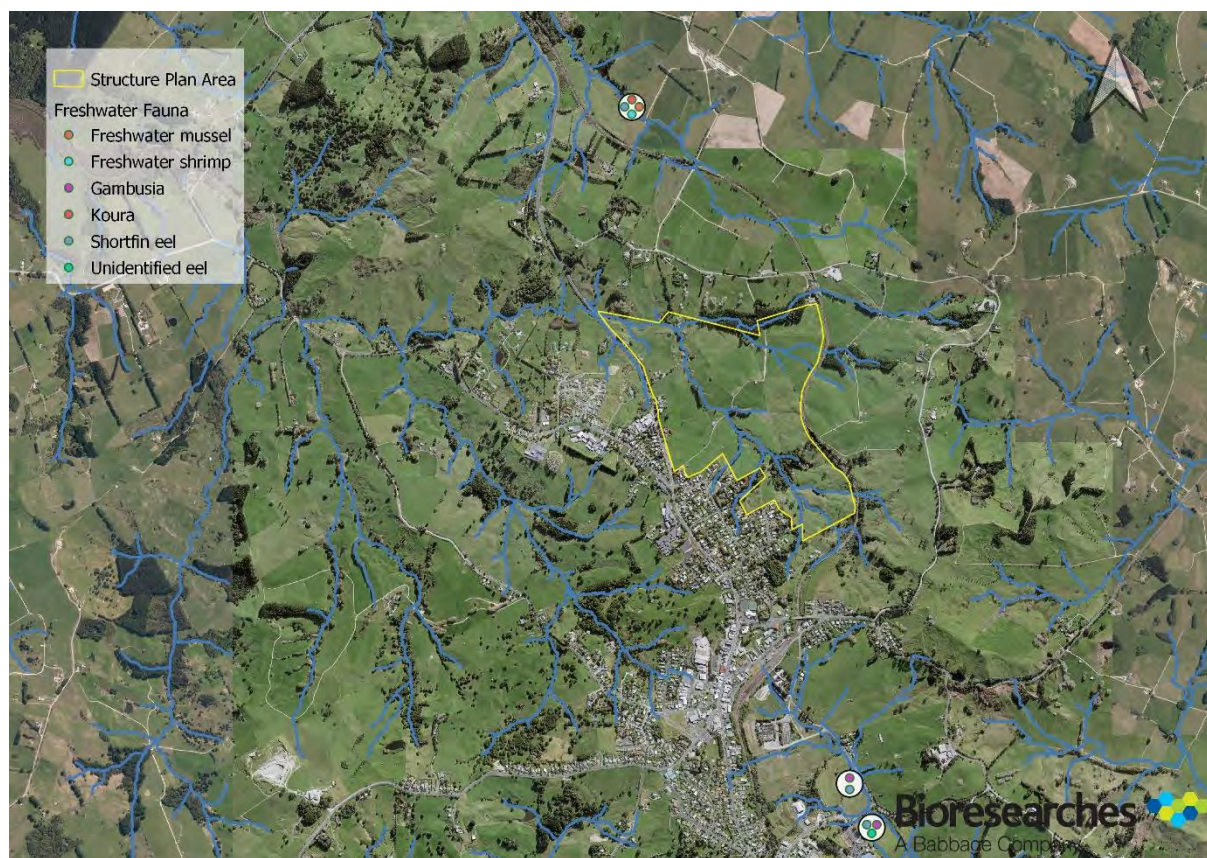 Structure Plan Area
Freshwater Fauna
Freshwater mussel
Freshwater shrimp
Gambusia
Koura
Shortfin eel
Unidentified eel
Bioresearches
A Babbage Company